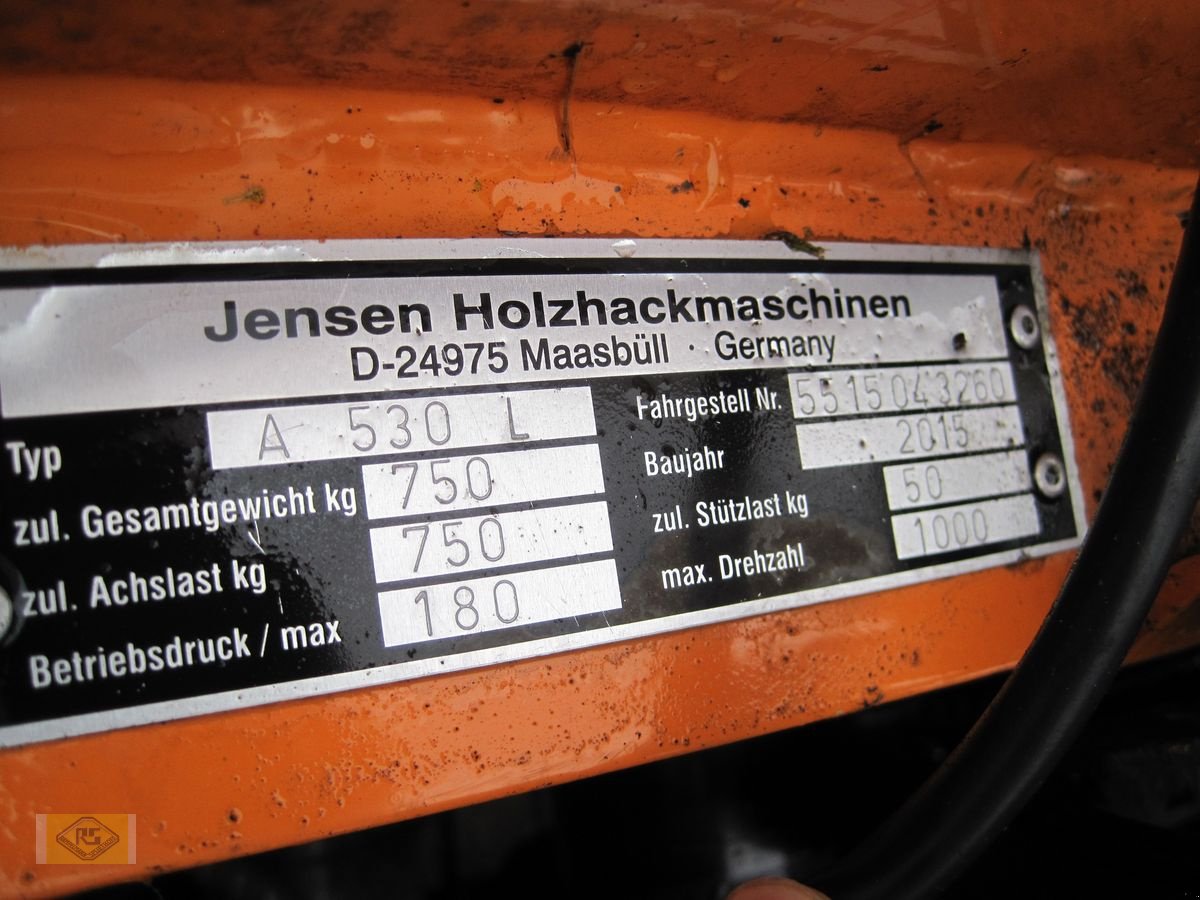 Jensen Holzhackmaschinen
D-24975 Maasbüll · Germany
Typ A 530 L
zul. Gesamtgewicht kg 750
zul. Achslast kg 750
Betriebsdruck / max 180
Fahrgestell Nr. 5515043260
Baujahr 2015
zul. Stützlast kg 50
max. Drehzahl 1000
RG